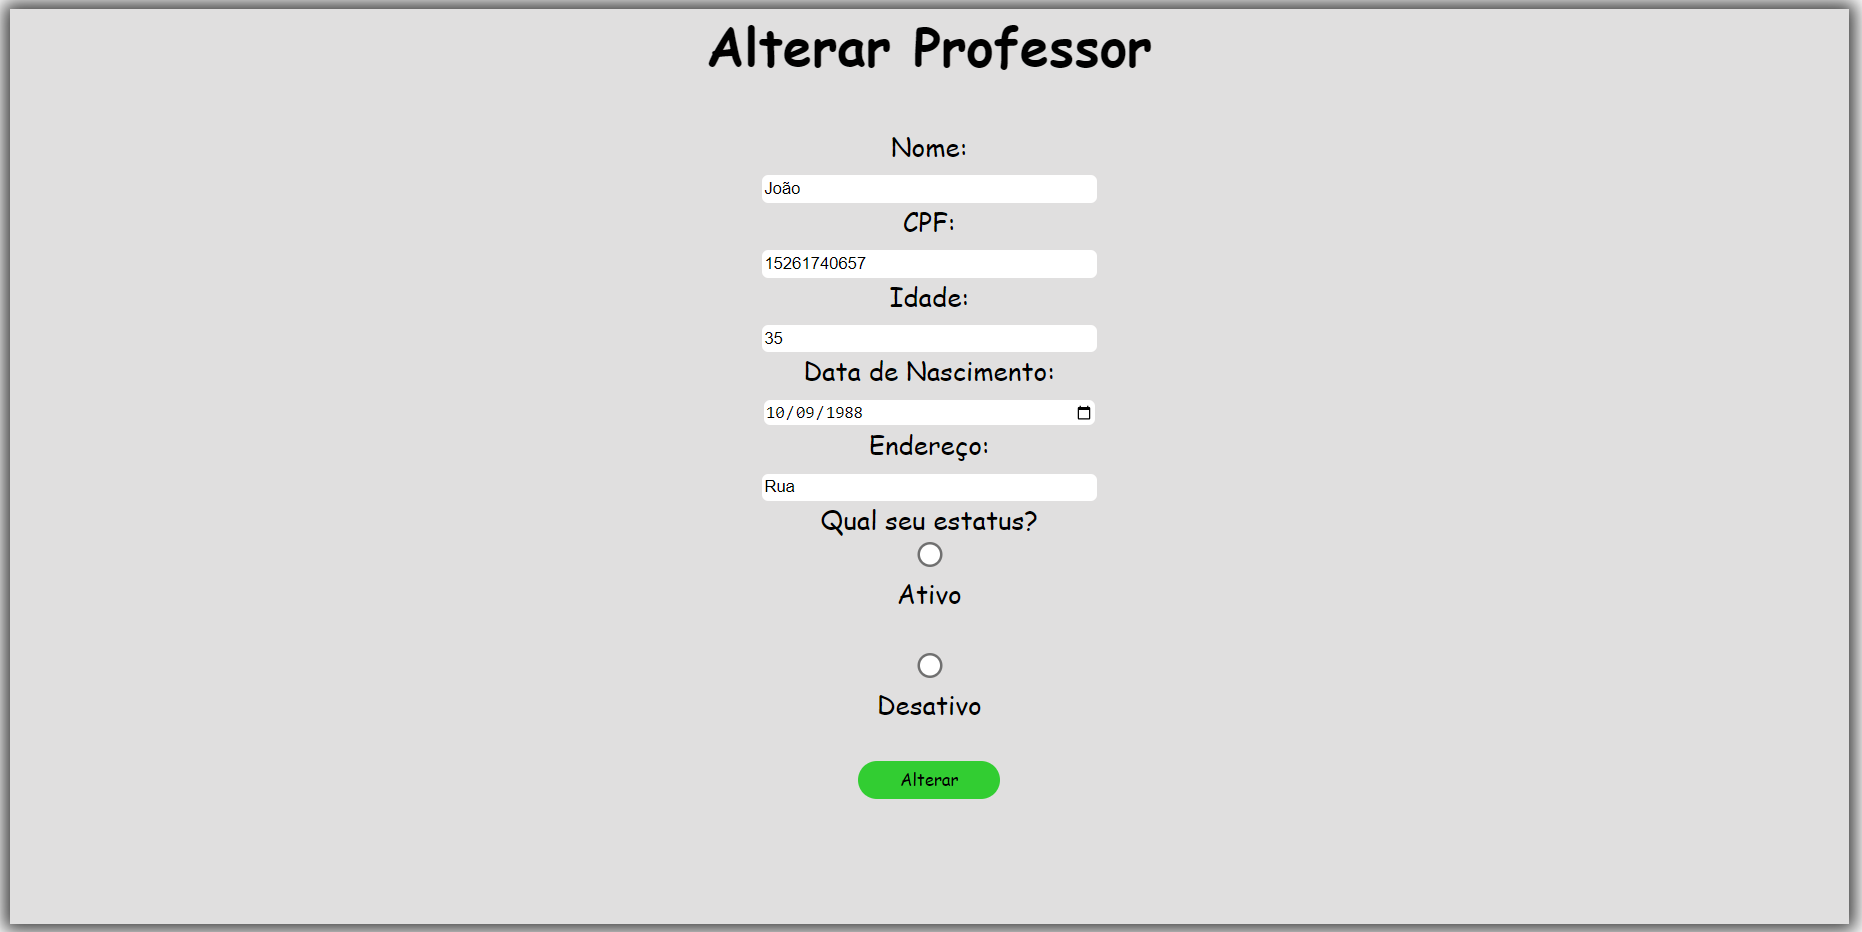 Alterar Professor
Nome:
João
CPF:
15261740657
Idade:
35
Data de Nascimento:
10/09/1988
Endereço:
Rua
Qual seu estatus?
Ativo
Desativo
Alterar